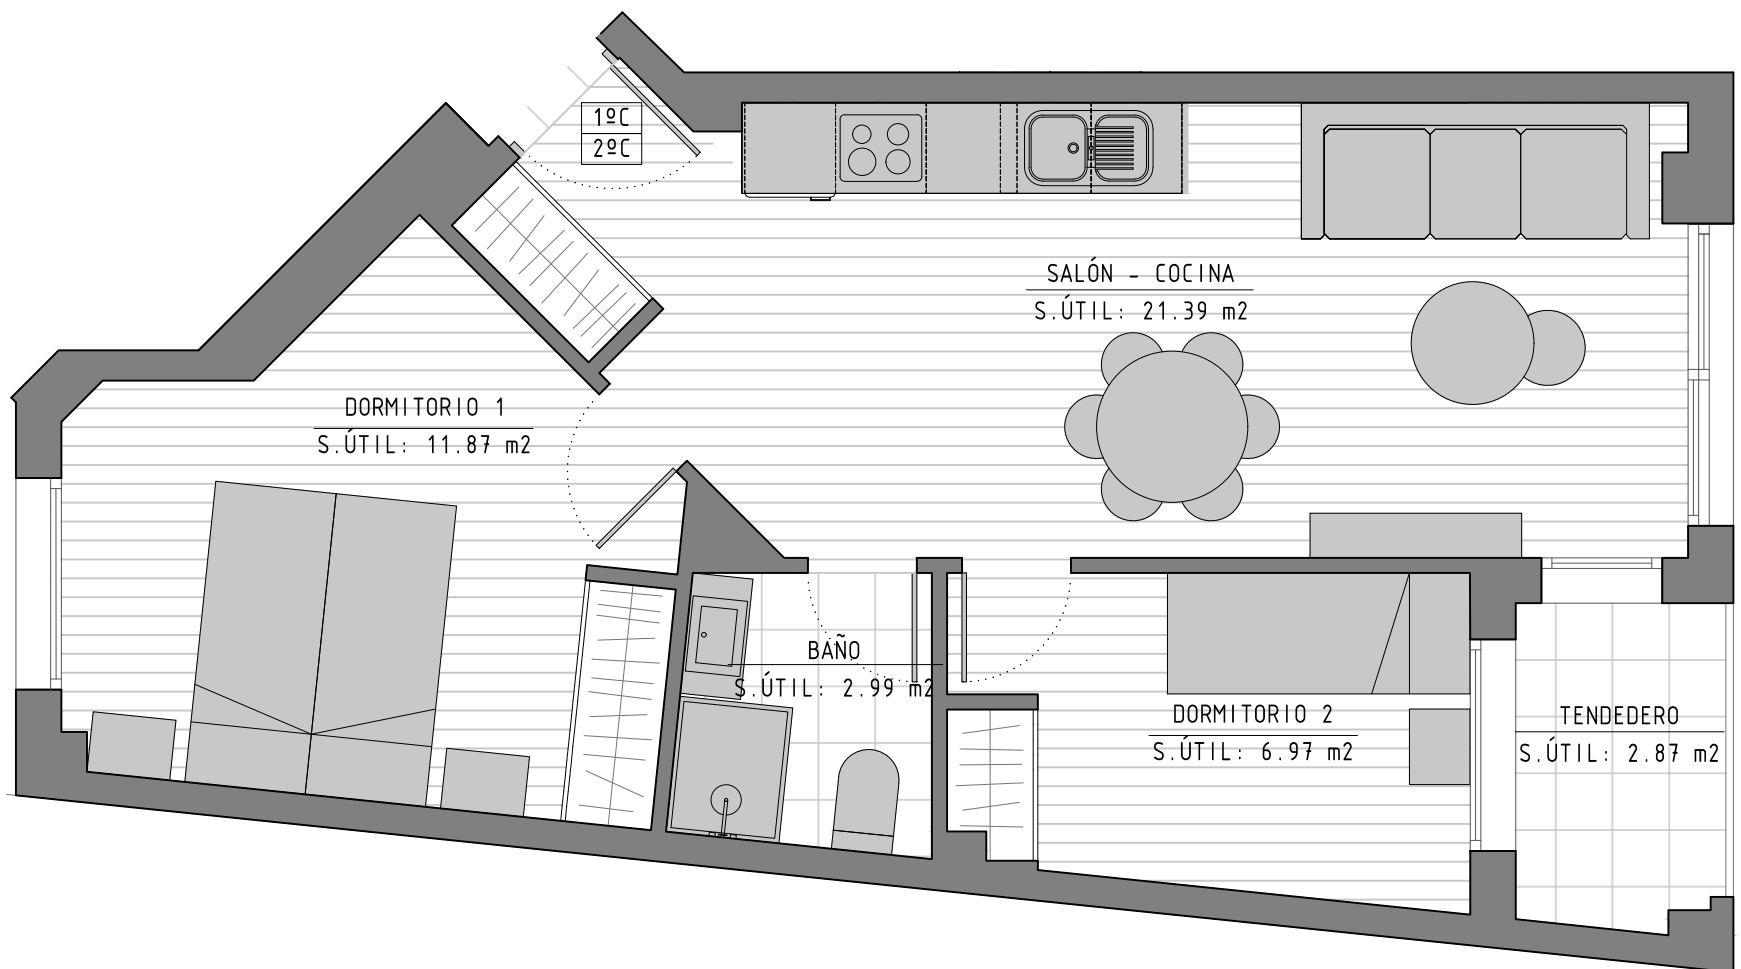 1ºC
2ºC
SALÓN - COCINA
S.ÚTIL: 21.39 m2
DORMITORIO 1
S.ÚTIL: 11.87 m2
BAÑO
S.ÚTIL: 2.99 m2
DORMITORIO 2
S.ÚTIL: 6.97 m2
TENDEDERO
S.ÚTIL: 2.87 m2